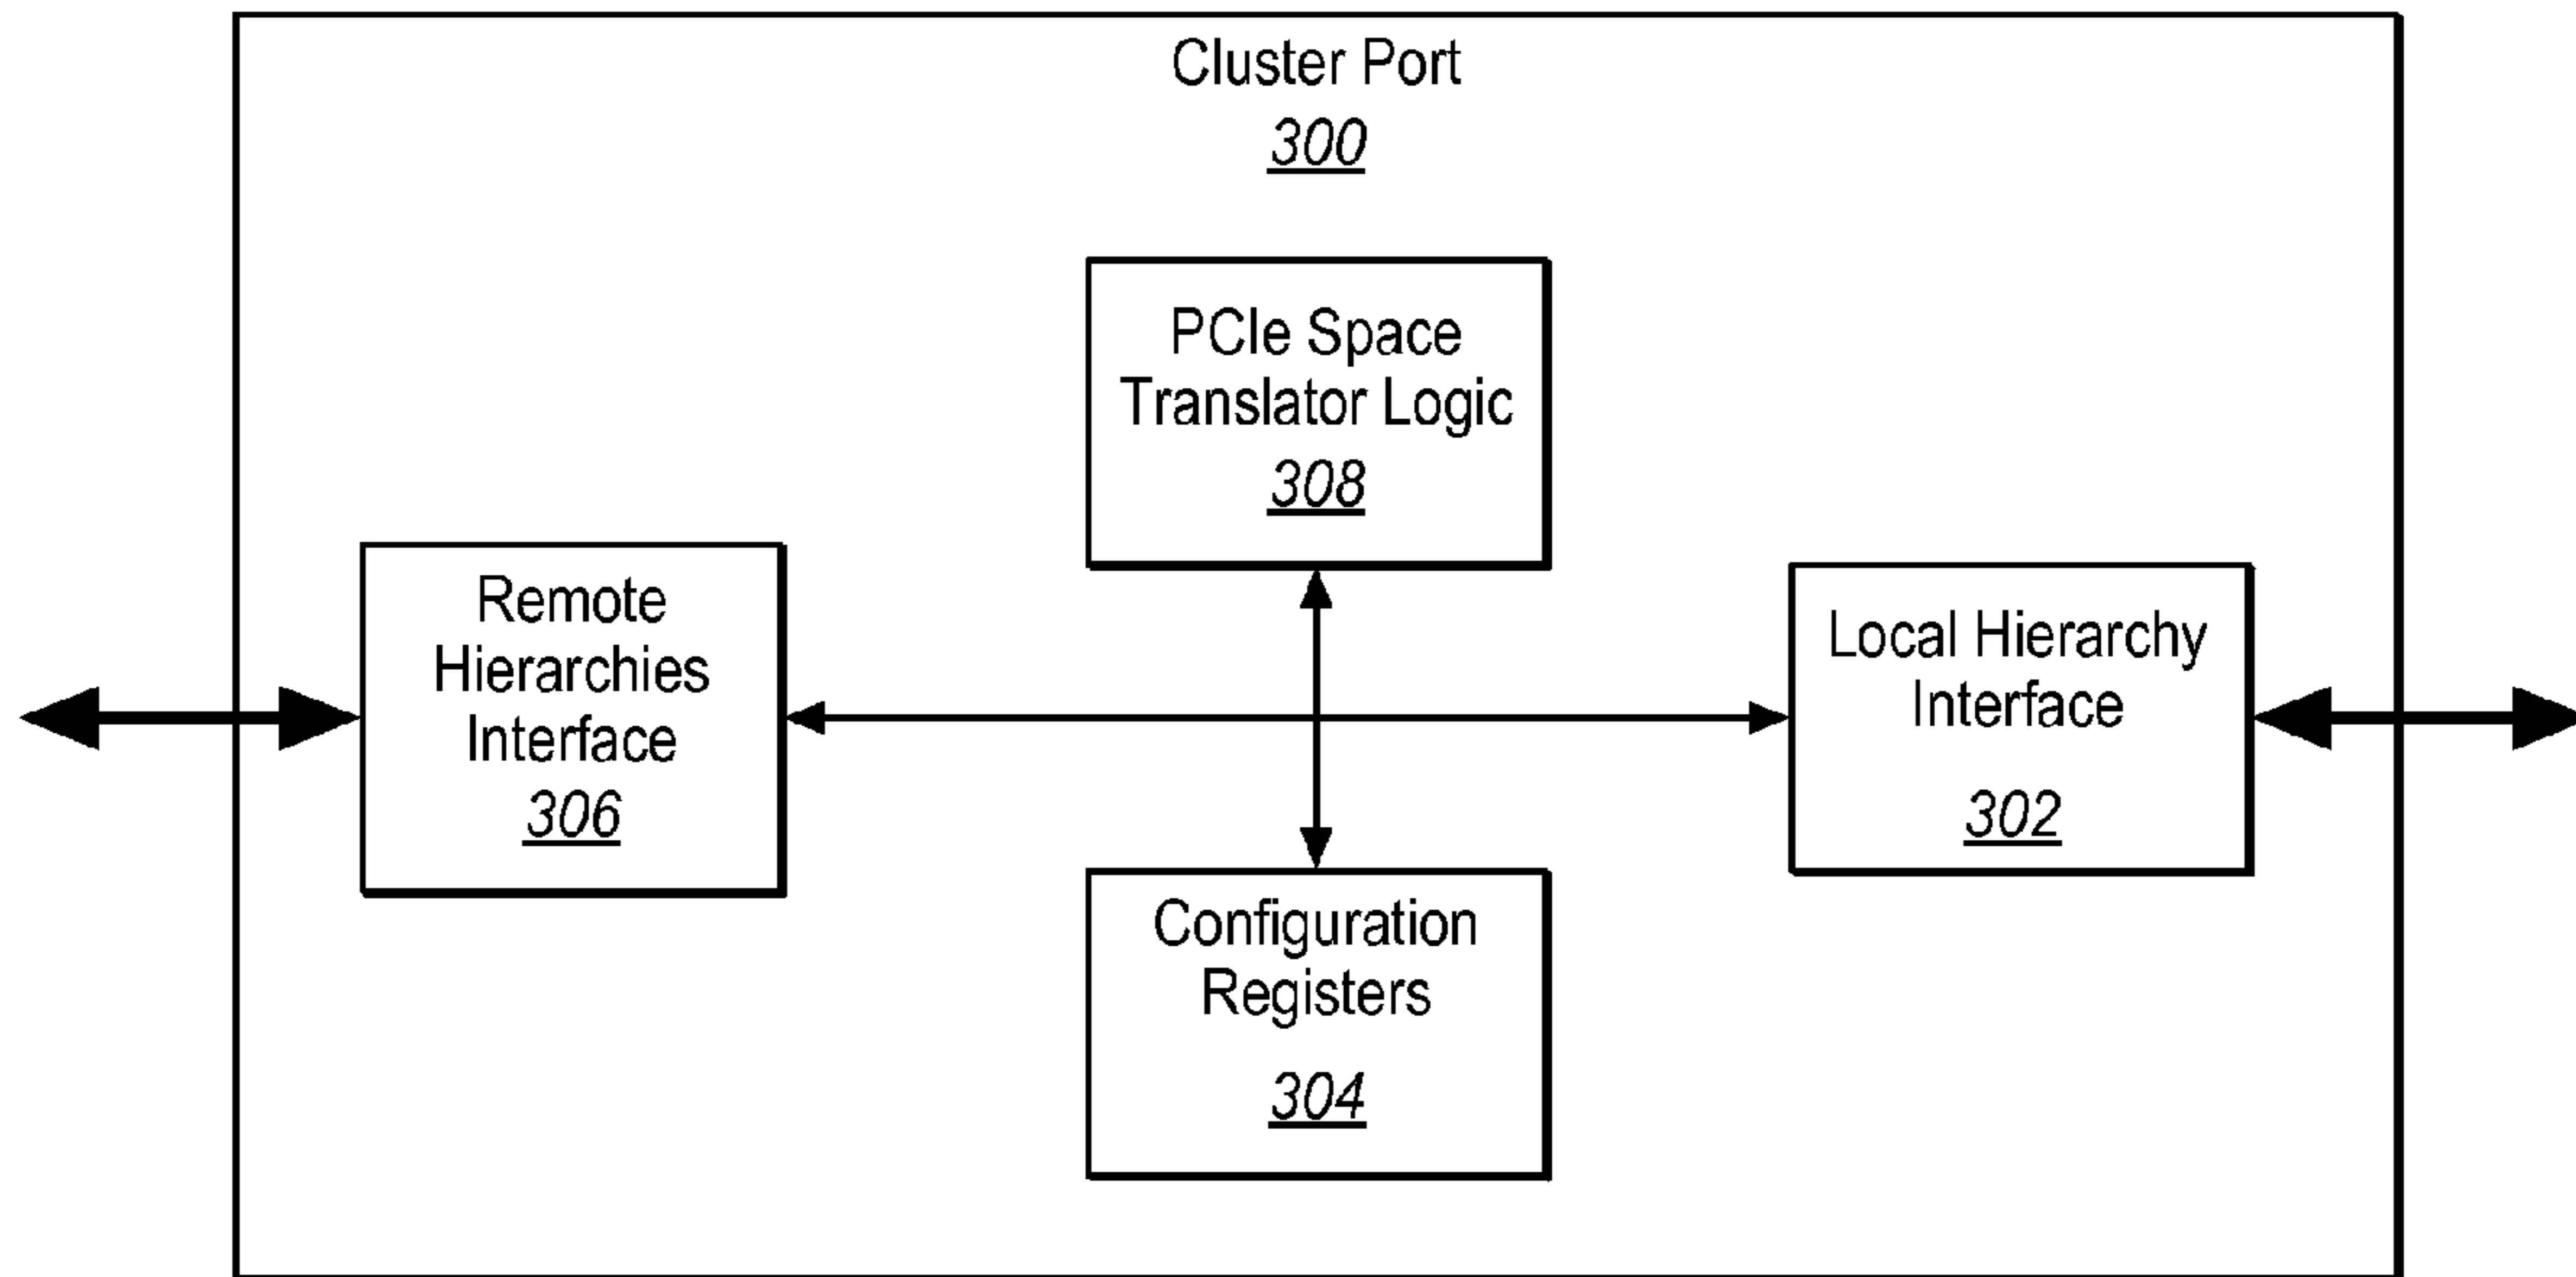 Cluster Port
300
PCIe Space
Translator Logic
308
Remote
Hierarchies
Interface
306
Local Hierarchy
Interface
302
Configuration
Registers
304